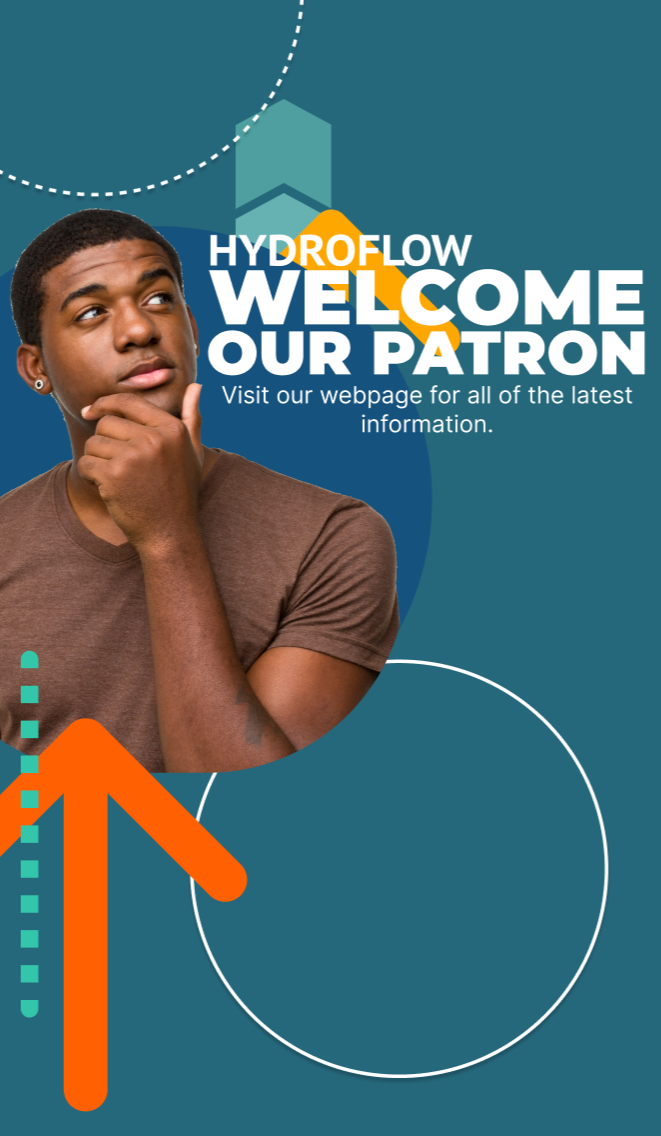 HYDROFLOW
WELCOME
OUR PATRON
Visit our webpage for all of the latest
information.